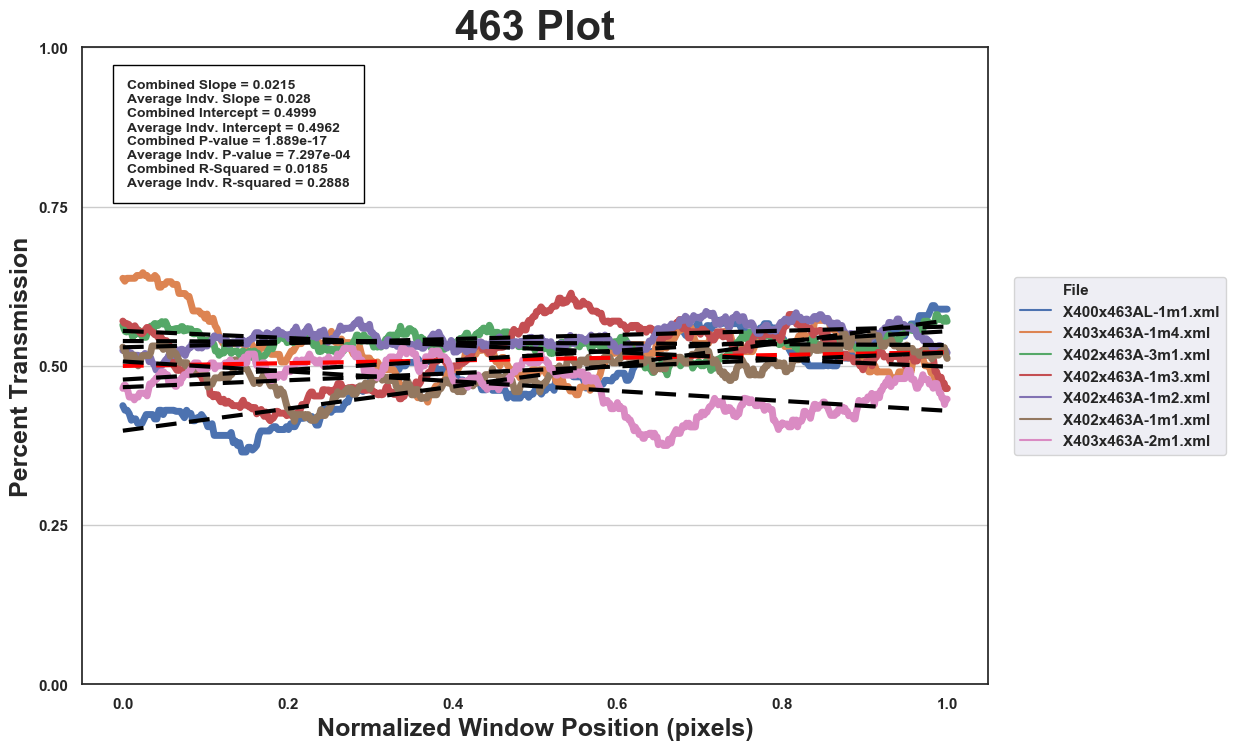 463 Plot
1.00
Combined Slope = 0.0215
Average Indv. Slope = 0.028
Combined Intercept = 0.4999
Average Indv. Intercept = 0.4962
Combined P-value = 1.889e-17
Average Indv. P-value = 7.297e-04
Combined R-Squared = 0.0185
Average Indv. R-squared = 0.2888
0.75
0.50
0.25
0.00
Percent Transmission
0.0 0.2 0.4 0.6 0.8 1.0
Normalized Window Position (pixels)
File
X400x463AL-1m1.xml
X403x463A-1m4.xml
X402x463A-3m1.xml
X402x463A-1m3.xml
X402x463A-1m2.xml
X402x463A-1m1.xml
X403x463A-2m1.xml